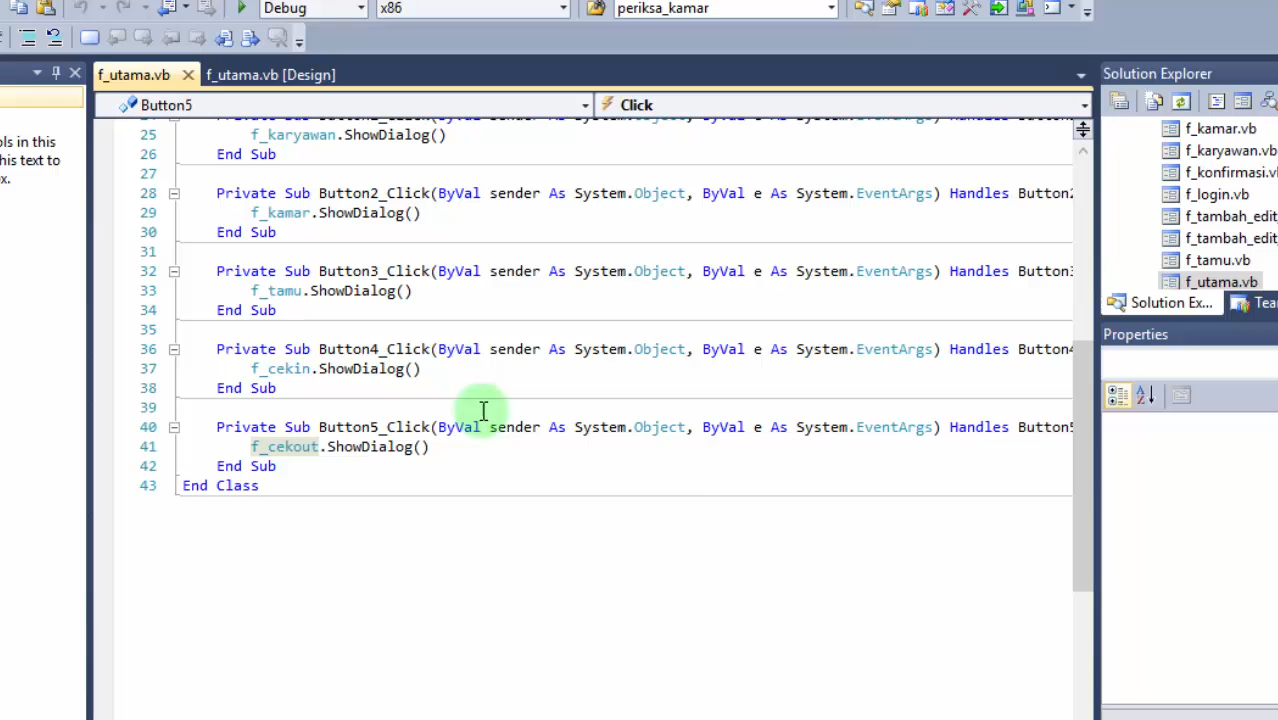 Debug x86 periksa_kamar
f_utama.vb f_utama.vb [Design]
Button5 Click
ols in this
his text to
x.
25 f_karyawan.ShowDialog()
26 End Sub
27
28 Private Sub Button2_Click(ByVal sender As System.Object, ByVal e As System.EventArgs) Handles Button2
29 f_kamar.ShowDialog()
30 End Sub
31
32 Private Sub Button3_Click(ByVal sender As System.Object, ByVal e As System.EventArgs) Handles Button3
33 f_tamu.ShowDialog()
34 End Sub
35
36 Private Sub Button4_Click(ByVal sender As System.Object, ByVal e As System.EventArgs) Handles Button4
37 f_cekin.ShowDialog()
38 End Sub
39
40 Private Sub Button5_Click(ByVal sender As System.Object, ByVal e As System.EventArgs) Handles Button5
41 f_cekout.ShowDialog()
42 End Sub
43 End Class
Solution Explorer
f_kamar.vb
f_karyawan.vb
f_konfirmasi.vb
f_login.vb
f_tambah_edit
f_tambah_edit
f_tamu.vb
f_utama.vb
Solution Ex... Tea
Properties